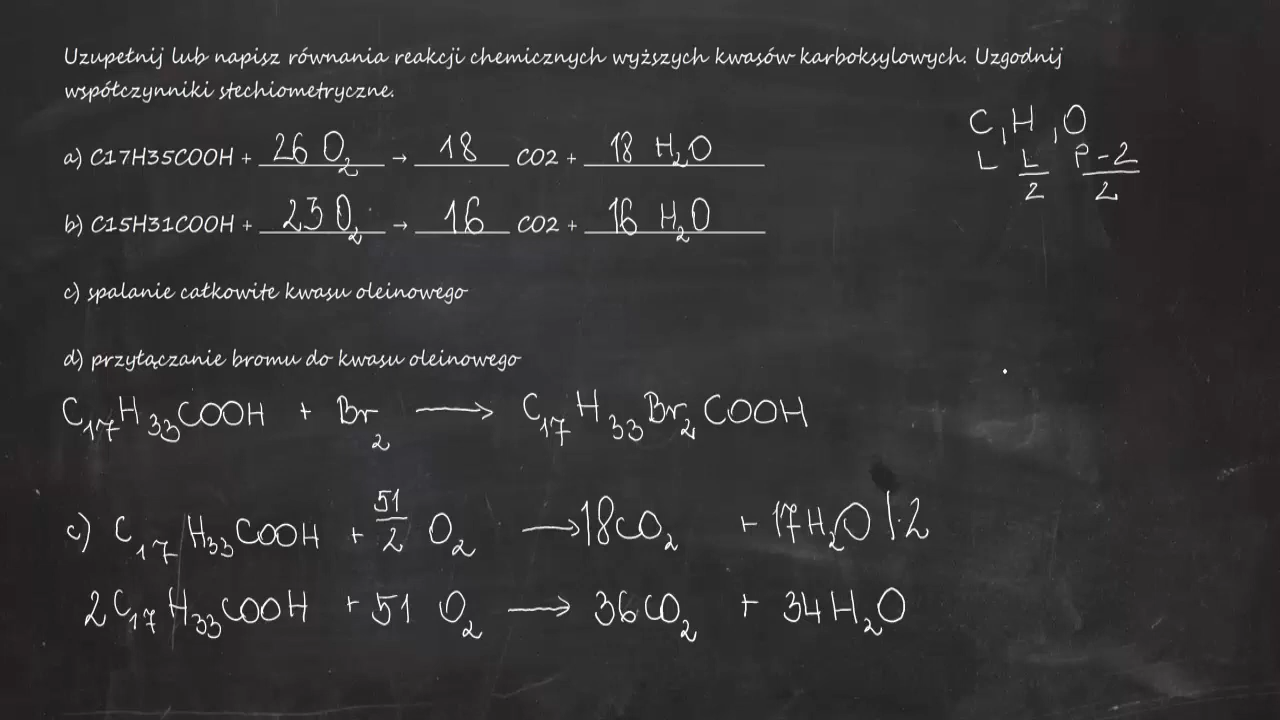 Uzupełnij lub napisz równania reakcji chemicznych wyższych kwasów karboksylowych. Uzgodnij
współczynniki stechiometryczne.
C, H, O
L L/2 P-2/2
a) C17H35COOH + 26 O₂ → 18 CO2 + 18 H₂O
b) C15H31COOH + 23 O₂ → 16 CO2 + 16 H₂O
c) spalanie całkowite kwasu oleinowego
d) przyłączanie bromu do kwasu oleinowego
C₁₇H₃₃COOH + Br₂ → C₁₇H₃₃Br₂COOH
c) C₁₇H₃₃COOH + 51/2 O₂ → 18CO₂ + 17H₂O |·2
2C₁₇H₃₃COOH + 51 O₂ → 36CO₂ + 34H₂O